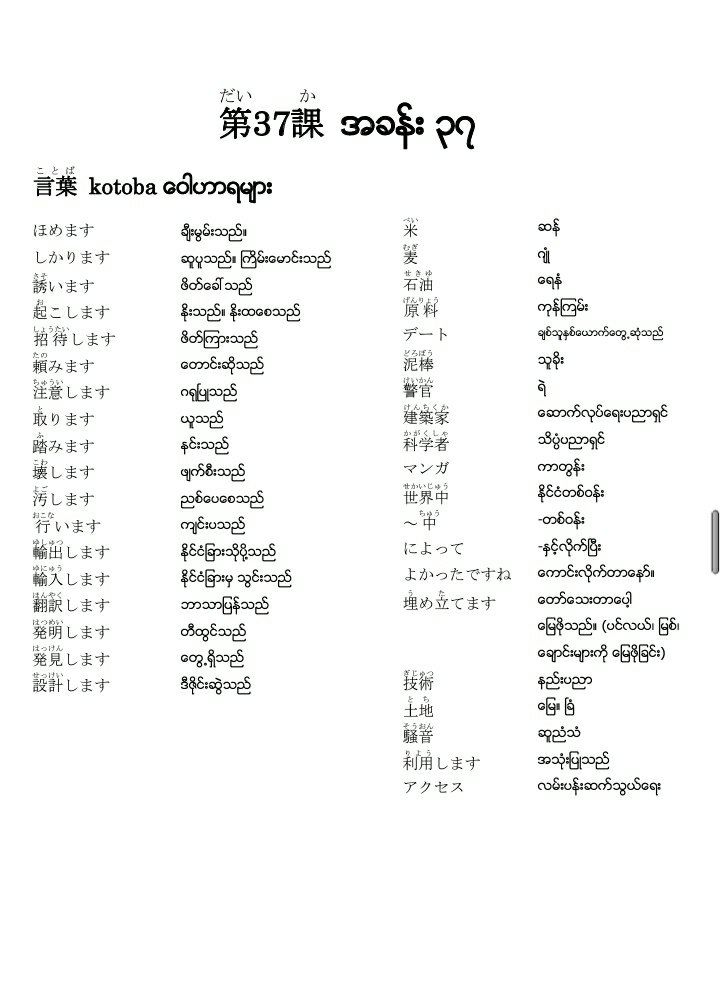 だい か
第37課 အခန်း ၃၇
ことば
言葉 kotoba ဝေါဟာရများ
ほめます ချီးမွမ်းသည်။
しかります ဆူပူသည်။ ကြိမ်းမောင်းသည်
さそ
誘います ဖိတ်ခေါ်သည်
お
起こします နိုးသည်။ နိုးထစေသည်
しょうたい
招待します ဖိတ်ကြားသည်
たの
頼みます တောင်းဆိုသည်
ちゅうい
注意します ဂရုပြုသည်
と
取ります ယူသည်
ふ
踏みます နင်းသည်
こわ
壊します ဖျက်စီးသည်
よご
汚します ညစ်ပေစေသည်
おこな
行います ကျင်းပသည်
ゆしゅつ
輸出します နိုင်ငံခြားသို့ပို့သည်
ゆにゅう
輸入します နိုင်ငံခြားမှ သွင်းသည်
ほんやく
翻訳します ဘာသာပြန်သည်
はつめい
発明します တီထွင်သည်
はっけん
発見します တွေ့ရှိသည်
せっけい
設計します ဒီဇိုင်းဆွဲသည်
べい
米 ဆန်
むぎ
麦 ဂျုံ
せきゆ
石油 ရေနံ
げんりょう
原料 ကုန်ကြမ်း
デート ချစ်သူနှစ်ယောက်တွေ့ဆုံသည်
どろぼう
泥棒 သူခိုး
けいかん
警官 ရဲ
けんちくか
建築家 ဆောက်လုပ်ရေးပညာရှင်
かがくしゃ
科学者 သိပ္ပံပညာရှင်
マンガ ကာတွန်း
せかいじゅう
世界中 နိုင်ငံတစ်ဝန်း
ちゅう
～中 -တစ်ဝန်း
によって -နှင့်လိုက်ပြီး
よかったですね ကောင်းလိုက်တာနော်။
う た
埋め立てます တော်သေးတာပေါ့
မြေဖိုသည်။ (ပင်လယ်၊ မြစ်၊
ချောင်းများကို မြေဖိုခြင်း)
ぎじゅつ
技術 နည်းပညာ
とち
土地 မြေ။ ခြံ
そうおん
騒音 ဆူညံသံ
りよう
利用します အသုံးပြုသည်
アクセス လမ်းပန်းဆက်သွယ်ရေး